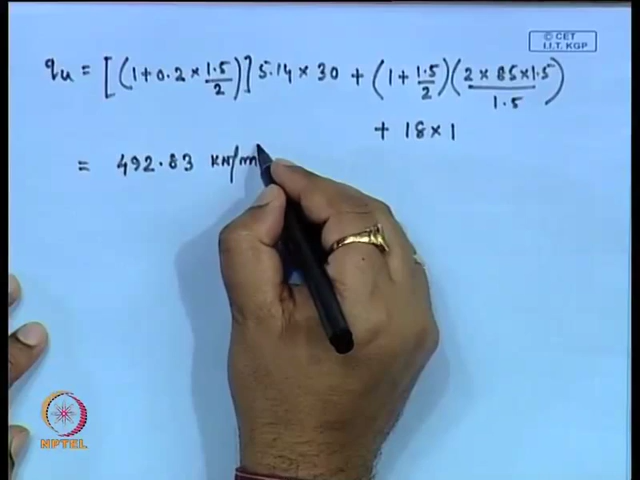 © CET
I.I.T. KGP
qu = [(1+0.2 × 1.5/2)] 5.14 × 30 + (1 + 1.5/2)(2 × 85 × 1.5/1.5)
+ 18 × 1
= 492.83 kN/m
NPTEL